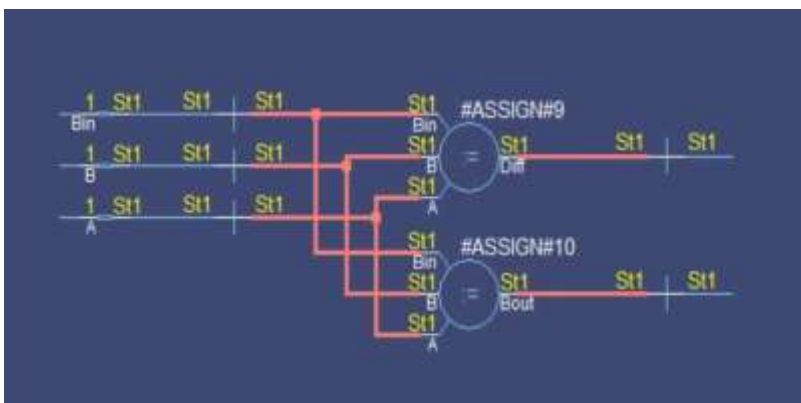 1 St1 St1 St1 St1 #ASSIGN#9
Bin Bin
1 St1 St1 St1 St1 St1 St1 St1
B B := Diff
1 St1 St1 St1 St1
A A
St1 #ASSIGN#10
Bin
St1 St1 St1 St1
B := Bout
St1
A